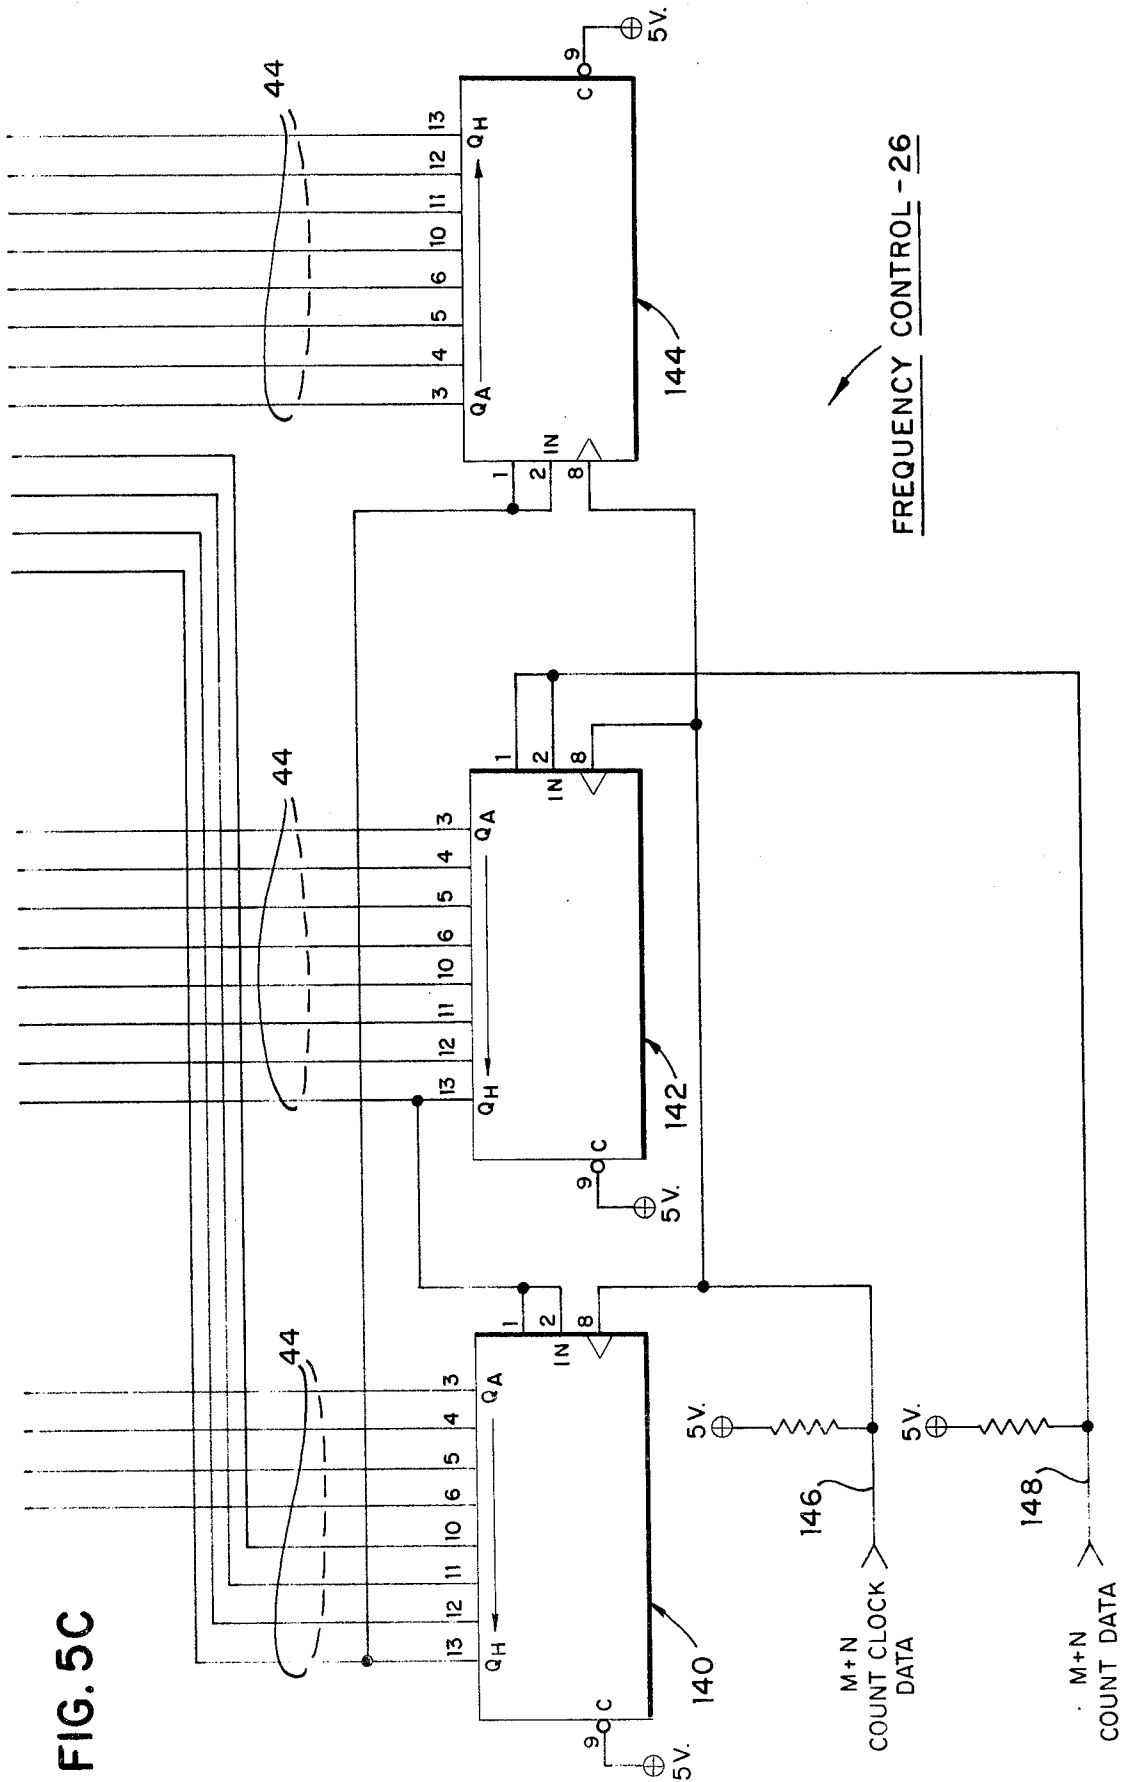 FIG. 5C
44
44
44
13
12
11
10
6
5
4
3
QH
QA
1
2
IN
8
C
9
5V.
140
13
12
11
10
6
5
4
3
QH
QA
1
2
IN
8
C
9
5V.
142
3
4
5
6
10
11
12
13
QA
QH
1
2
IN
8
C
9
5V.
144
5V.
146
M+N
COUNT CLOCK
DATA
5V.
148
M+N
COUNT DATA
FREQUENCY CONTROL-26